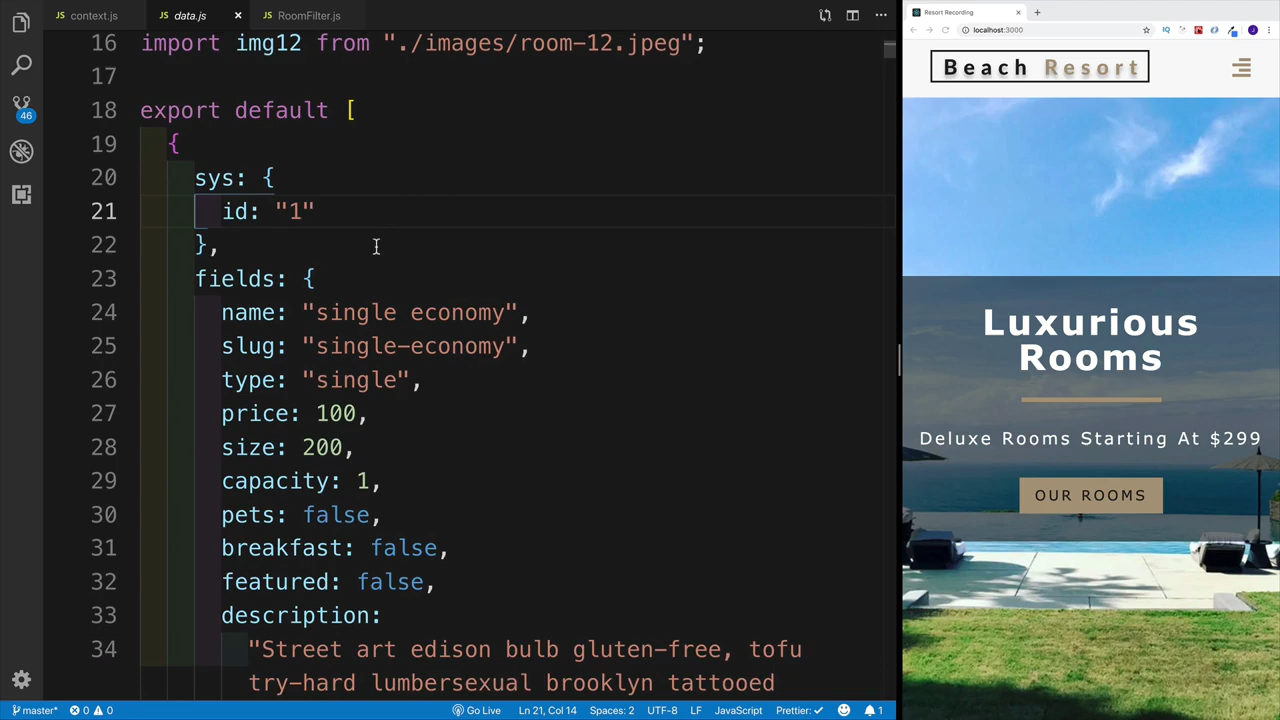 context.js
data.js
RoomFilter.js
16 import img12 from "./images/room-12.jpeg";
17
18 export default [
19 {
20 sys: {
21 id: "1"
22 },
23 fields: {
24 name: "single economy",
25 slug: "single-economy",
26 type: "single",
27 price: 100,
28 size: 200,
29 capacity: 1,
30 pets: false,
31 breakfast: false,
32 featured: false,
33 description:
34 "Street art edison bulb gluten-free, tofu
try-hard lumbersexual brooklyn tattooed
46
master*
0
0
Go Live
Ln 21, Col 14
Spaces: 2
UTF-8
LF
JavaScript
Prettier: ✓
1
Resort Recording
localhost:3000
IQ
J
Beach Resort
Luxurious
Rooms
Deluxe Rooms Starting At $299
OUR ROOMS